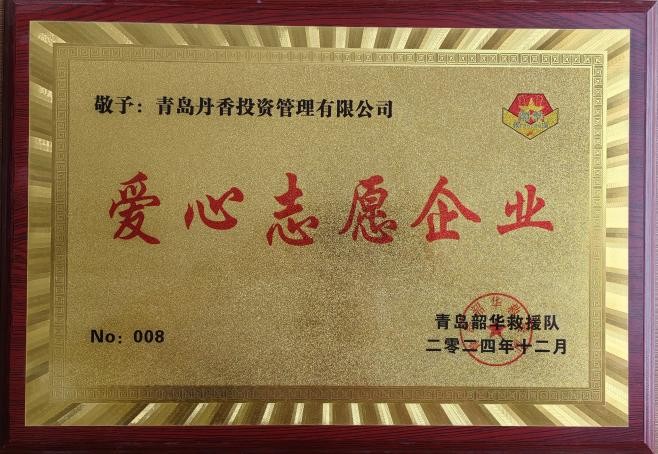 敬予：青岛丹香投资管理有限公司
爱心志愿企业
No：008
青岛韶华救援队
二零二四年十二月